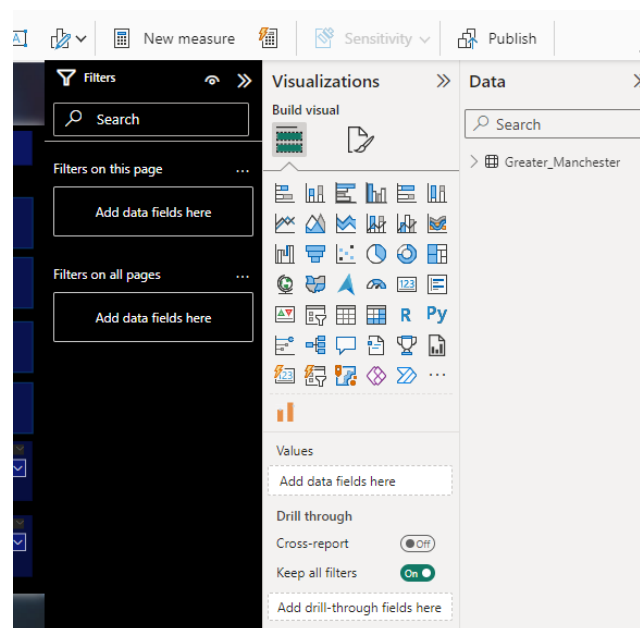 New measure
Sensitivity
Publish
Filters
Search
Filters on this page
...
Add data fields here
Filters on all pages
...
Add data fields here
Visualizations
Build visual
123
R
Py
123
...
Values
Add data fields here
Drill through
Cross-report
Off
Keep all filters
On
Add drill-through fields here
Data
Search
Greater_Manchester